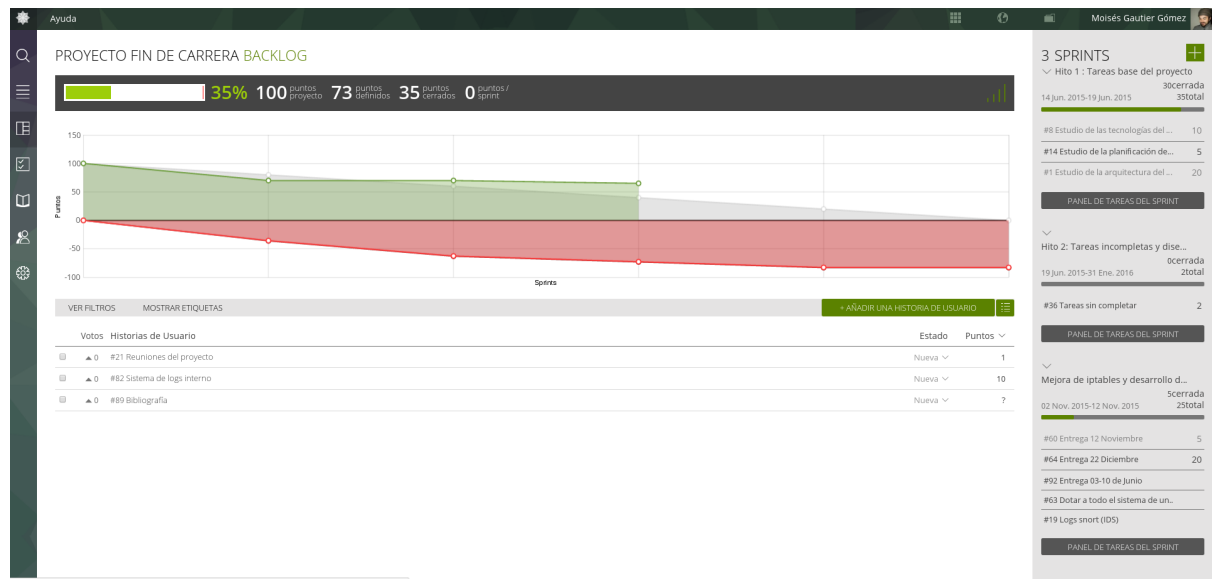 Ayuda
Moisés Gautier Gómez
PROYECTO FIN DE CARRERA BACKLOG
35% 100 puntos proyecto 73 puntos definidos 35 puntos cerrados 0 puntos / sprint
150
100
50
0
-50
-100
Puntos
Sprints
VER FILTROS MOSTRAR ETIQUETAS + AÑADIR UNA HISTORIA DE USUARIO
Votos Historias de Usuario Estado Puntos
0 #21 Reuniones del proyecto Nueva 1
0 #82 Sistema de logs interno Nueva 10
0 #89 Bibliografía Nueva ?
3 SPRINTS
Hito 1 : Tareas base del proyecto
30cerrada
14 Jun. 2015-19 Jun. 2015 35total
#8 Estudio de las tecnologías del ... 10
#14 Estudio de la planificación de... 5
#1 Estudio de la arquitectura del ... 20
PANEL DE TAREAS DEL SPRINT
Hito 2: Tareas incompletas y dise...
0cerrada
19 Jun. 2015-31 Ene. 2016 2total
#36 Tareas sin completar 2
PANEL DE TAREAS DEL SPRINT
Mejora de iptables y desarrollo d...
5cerrada
02 Nov. 2015-12 Nov. 2015 25total
#60 Entrega 12 Noviembre 5
#64 Entrega 22 Diciembre 20
#92 Entrega 03-10 de Junio
#63 Dotar a todo el sistema de un..
#19 Logs snort (IDS)
PANEL DE TAREAS DEL SPRINT